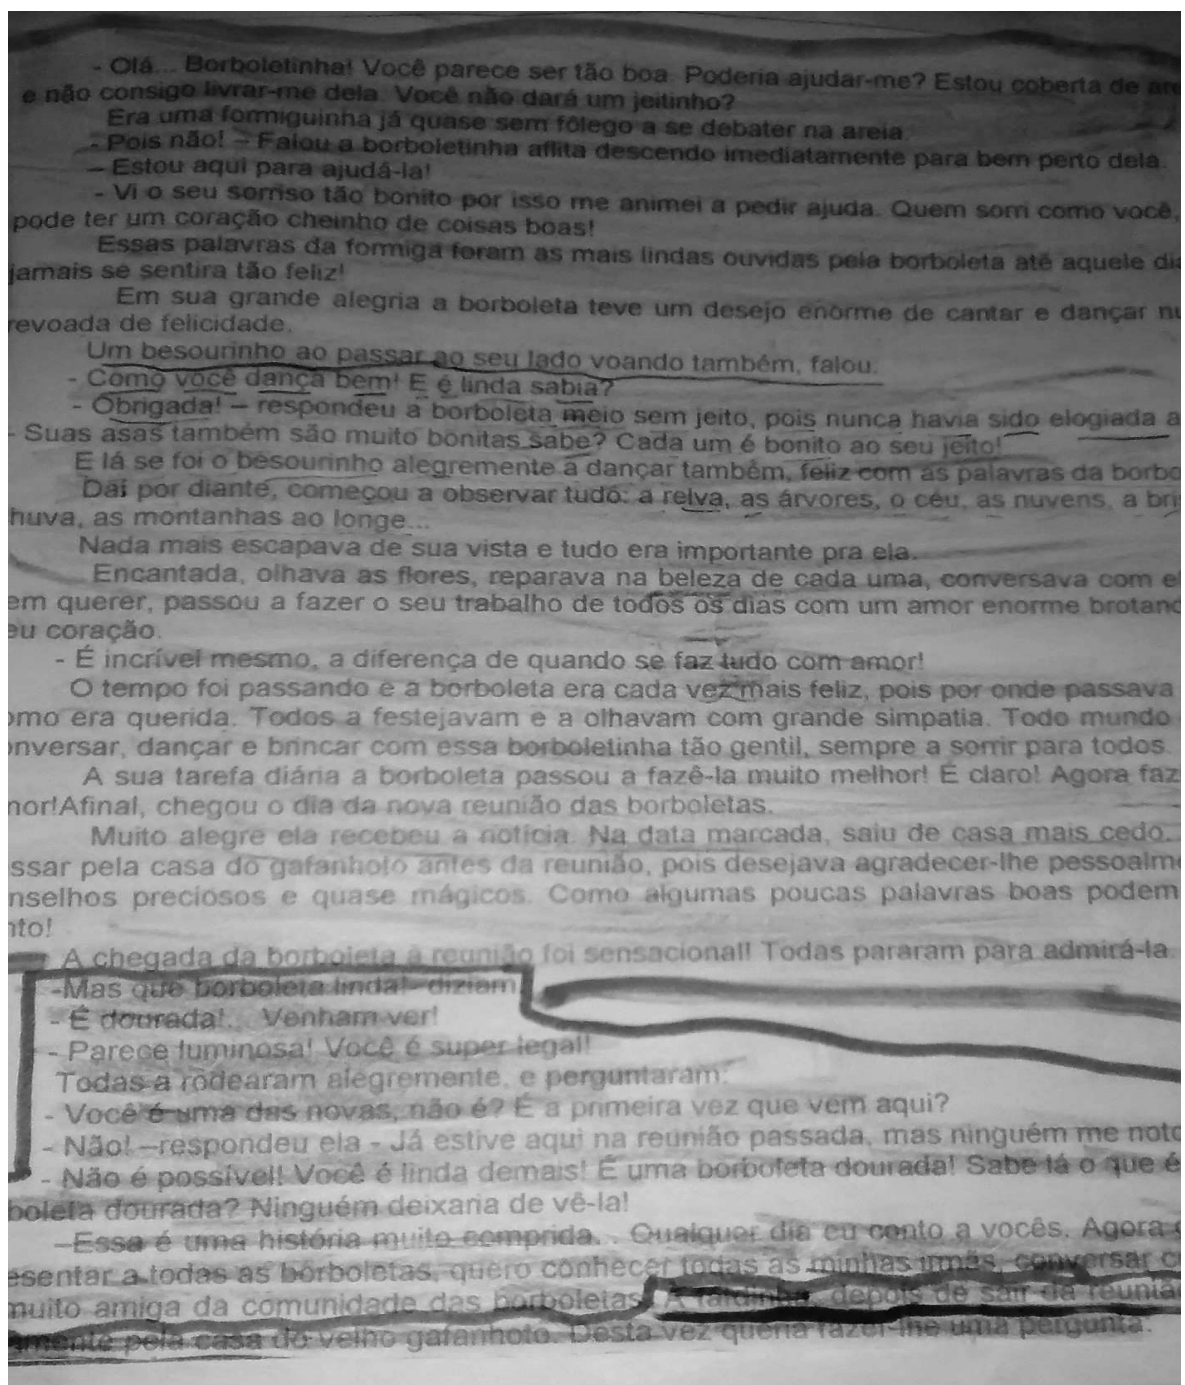 - Olá... Borboletinha! Você parece ser tão boa. Poderia ajudar-me? Estou coberta de are
e não consigo livrar-me dela. Você não dará um jeitinho?
Era uma formiguinha já quase sem fôlego a se debater na areia.
- Pois não! – Falou a borboletinha aflita descendo imediatamente para bem perto dela.
– Estou aqui para ajudá-la!
- Vi o seu sorriso tão bonito por isso me animei a pedir ajuda. Quem sorri como você,
pode ter um coração cheinho de coisas boas!
Essas palavras da formiga foram as mais lindas ouvidas pela borboleta até aquele dia
jamais se sentira tão feliz!
Em sua grande alegria a borboleta teve um desejo enorme de cantar e dançar nu
revoada de felicidade.
Um besourinho ao passar ao seu lado voando também, falou:
- Como você dança bem! E é linda sabia?
- Obrigada! – respondeu a borboleta meio sem jeito, pois nunca havia sido elogiada a
- Suas asas também são muito bonitas sabe? Cada um é bonito ao seu jeito!
E lá se foi o besourinho alegremente a dançar também, feliz com as palavras da borbo
Daí por diante, começou a observar tudo: a relva, as árvores, o céu, as nuvens, a bri
huva, as montanhas ao longe...
Nada mais escapava de sua vista e tudo era importante pra ela.
Encantada, olhava as flores, reparava na beleza de cada uma, conversava com e
em querer, passou a fazer o seu trabalho de todos os dias com um amor enorme brotand
eu coração.
- É incrível mesmo, a diferença de quando se faz tudo com amor!
O tempo foi passando e a borboleta era cada vez mais feliz, pois por onde passava
omo era querida. Todos a festejavam e a olhavam com grande simpatia. Todo mundo
onversar, dançar e brincar com essa borboletinha tão gentil, sempre a sorrir para todos.
A sua tarefa diária a borboleta passou a fazê-la muito melhor! É claro! Agora faz
nor!Afinal, chegou o dia da nova reunião das borboletas.
Muito alegre ela recebeu a notícia. Na data marcada, saiu de casa mais cedo.
ssar pela casa do gafanhoto antes da reunião, pois desejava agradecer-lhe pessoalme
nselhos preciosos e quase mágicos. Como algumas poucas palavras boas podem
nto!
A chegada da borboleta à reunião foi sensacional! Todas pararam para admirá-la.
-Mas que borboleta linda!- diziam
- É dourada!... Venham ver!
- Parece luminosa! Você é super legal!
Todas a rodearam alegremente, e perguntaram:
- Você é uma das novas, não é? É a primeira vez que vem aqui?
- Não! –respondeu ela - Já estive aqui na reunião passada, mas ninguém me noto
- Não é possível! Você é linda demais! É uma borboleta dourada! Sabe lá o que é
boleta dourada? Ninguém deixaria de vê-la!
–Essa é uma história muito comprida. . Qualquer dia eu conto a vocês. Agora
esentar a todas as borboletas, quero conhecer todas as minhas irmãs, conversar c
muito amiga da comunidade das borboletas. A tardinha, depois de sair da reuniã
amente pela casa do velho gafanhoto. Desta vez queria fazer-lhe uma pergunta: